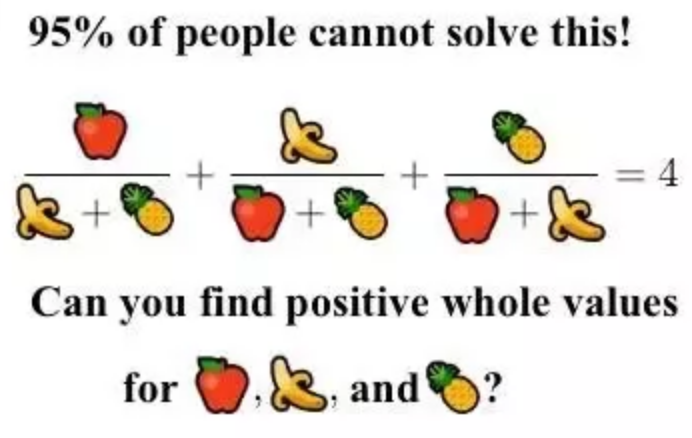 95% of people cannot solve this!
🍎 🍌 🍍
+ + = 4
🍌 + 🍍 🍎 + 🍍 🍎 + 🍌
Can you find positive whole values
for 🍎, 🍌, and 🍍?